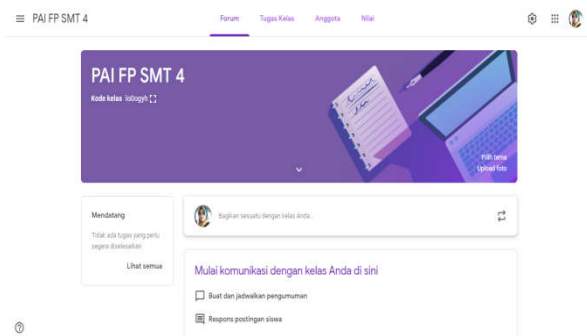 PAI FP SMT 4
Forum
Tugas Kelas
Anggota
Nilai
PAI FP SMT 4
Kode kelas
Pilih tema
Upload foto
Mendatang
Tidak ada tugas yang perlu
segera diselesaikan
Lihat semua
Bagikan sesuatu dengan kelas Anda...
Mulai komunikasi dengan kelas Anda di sini
Buat dan jadwalkan pengumuman
Respons postingan siswa